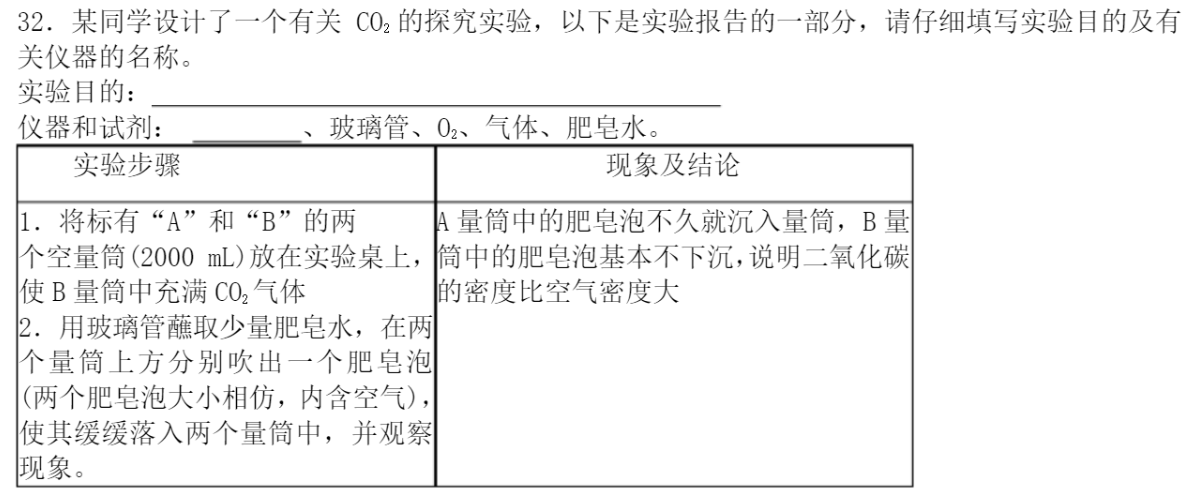 32．某同学设计了一个有关 CO₂的探究实验，以下是实验报告的一部分，请仔细填写实验目的及有
关仪器的名称。
实验目的：
仪器和试剂： 、玻璃管、O₂、气体、肥皂水。
实验步骤
现象及结论
1．将标有“A”和“B”的两
个空量筒(2000 mL)放在实验桌上，
使 B 量筒中充满 CO₂气体
2．用玻璃管蘸取少量肥皂水，在两
个量筒上方分别吹出一个肥皂泡
(两个肥皂泡大小相仿，内含空气)，
使其缓缓落入两个量筒中，并观察
现象。
A 量筒中的肥皂泡不久就沉入量筒，B 量
筒中的肥皂泡基本不下沉,说明二氧化碳
的密度比空气密度大